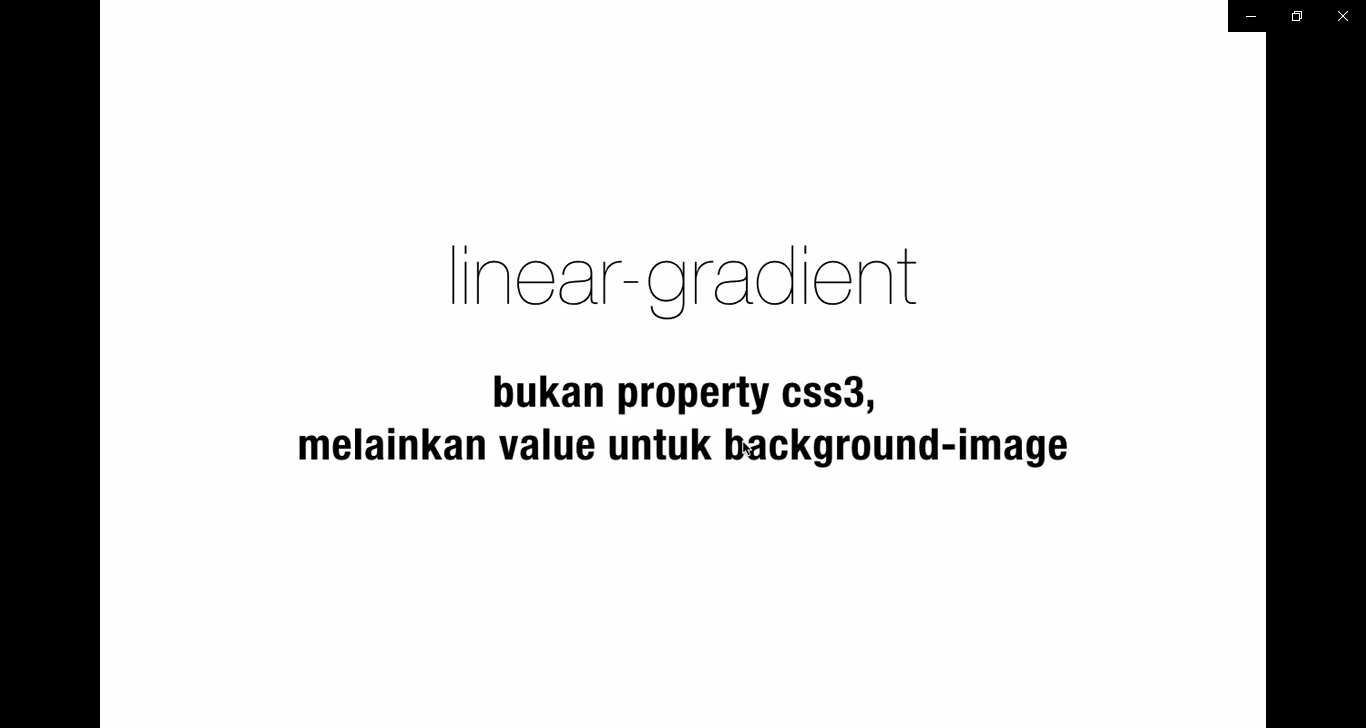 linear-gradient
bukan property css3,
melainkan value untuk background-image